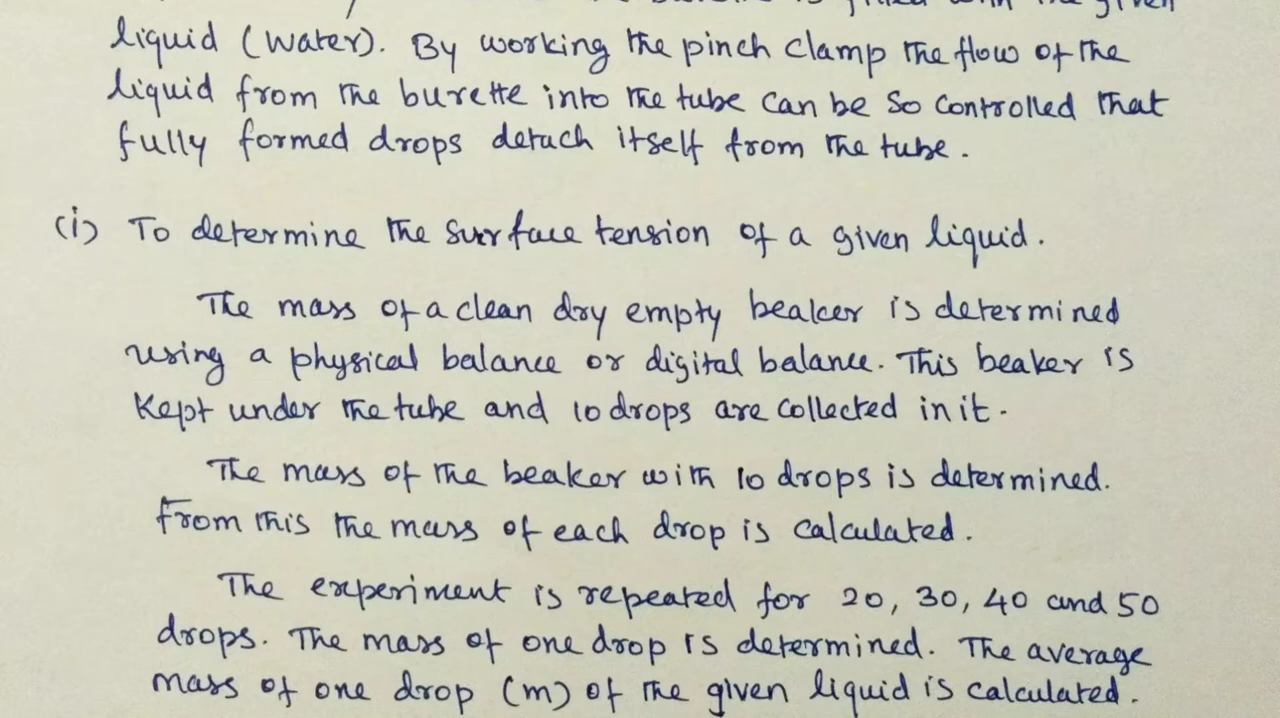 is filled with the given
liquid (water). By working the pinch clamp the flow of the
liquid from the burette into the tube can be so controlled that
fully formed drops detach itself from the tube.
(i) To determine the surface tension of a given liquid.
The mass of a clean dry empty beaker is determined
using a physical balance or digital balance. This beaker is
kept under the tube and 10 drops are collected in it.
The mass of the beaker with 10 drops is determined.
From this the mass of each drop is calculated.
The experiment is repeated for 20, 30, 40 and 50
drops. The mass of one drop is determined. The average
mass of one drop (m) of the given liquid is calculated.